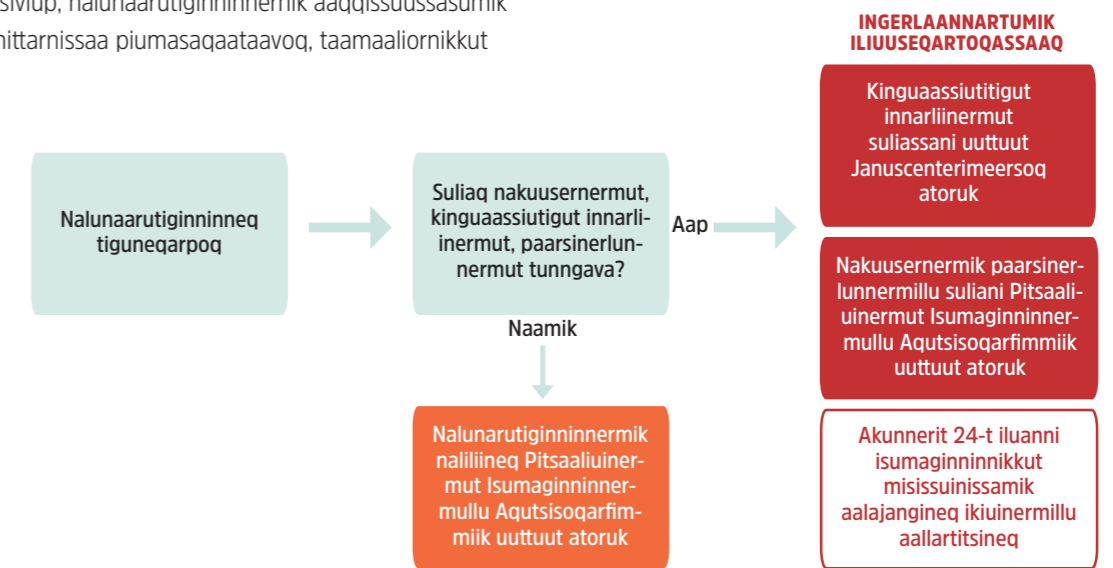 nalunaarutiginninnernik aaqqissuussasumik
piumasaqaataavoq, taamaaliornikkut
INGERLAANNARTUMIK
ILIUUSEQARTOQASSAAQ
Nalunaarutiginninneq
tiguneqarpoq
Suliaq nakuusernermut,
kinguaassiutigut innarli-
inermut, paarsinerlun-
nermut tunngava?
Aap
Naamik
Nalunarutiginninnermik
naliliineq Pitsaaliuiner-
mut Isumaginninner-
mullu Aqutsisoqarfim-
miik uuttuut atoruk
Kinguaassiutitigut
innarliinermut
suliassani uuttuut
Januscenterimeersoq
atoruk
Nakuusernermik paarsiner-
lunnermillu suliani Pitsaali-
uinermut Isumaginninner-
mullu Aqutsisoqarfimmiik
uuttuut atoruk
Akunnerit 24-t iluanni
isumaginninnikkut
misissuinissamik
aalajangineq ikiuinermillu
aallartitsineq